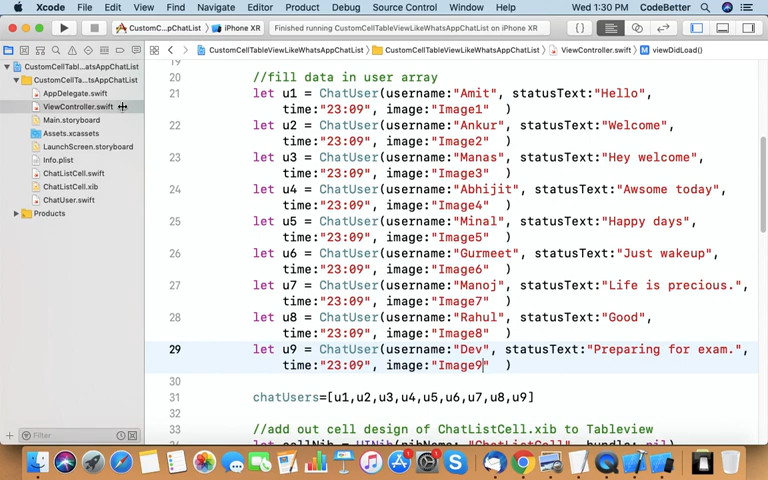 Xcode File Edit View Find Navigate Editor Product Debug Source Control Window Help Wed 1:30 PM CodeBetter
CustomC...pChatList iPhone XR Finished running CustomCellTableViewLikeWhatsAppChatList on iPhone XR
CustomCellTableViewLikeWhatsAppChatList CustomCellTableViewLikeWhatsAppChatList ViewController.swift viewDidLoad()
CustomCellTabl...atsAppChatList
CustomCellTa...tsAppChatList
AppDelegate.swift
ViewController.swift
Main.storyboard
Assets.xcassets
LaunchScreen.storyboard
Info.plist
ChatListCell.swift
ChatListCell.xib
ChatUser.swift
Products
Filter
19
20 //fill data in user array
21 let u1 = ChatUser(username:"Amit", statusText:"Hello",
time:"23:09", image:"Image1" )
22 let u2 = ChatUser(username:"Ankur", statusText:"Welcome",
time:"23:09", image:"Image2" )
23 let u3 = ChatUser(username:"Manas", statusText:"Hey welcome",
time:"23:09", image:"Image3" )
24 let u4 = ChatUser(username:"Abhijit", statusText:"Awsome today",
time:"23:09", image:"Image4" )
25 let u5 = ChatUser(username:"Minal", statusText:"Happy days",
time:"23:09", image:"Image5" )
26 let u6 = ChatUser(username:"Gurmeet", statusText:"Just wakeup",
time:"23:09", image:"Image6" )
27 let u7 = ChatUser(username:"Manoj", statusText:"Life is precious.",
time:"23:09", image:"Image7" )
28 let u8 = ChatUser(username:"Rahul", statusText:"Good",
time:"23:09", image:"Image8" )
29 let u9 = ChatUser(username:"Dev", statusText:"Preparing for exam.",
time:"23:09", image:"Image9" )
30
31 chatUsers=[u1,u2,u3,u4,u5,u6,u7,u8,u9]
32
33 //add out cell design of ChatListCell.xib to Tableview
34 let cellNib = UINib(nibName: "ChatListCell", bundle: nil)